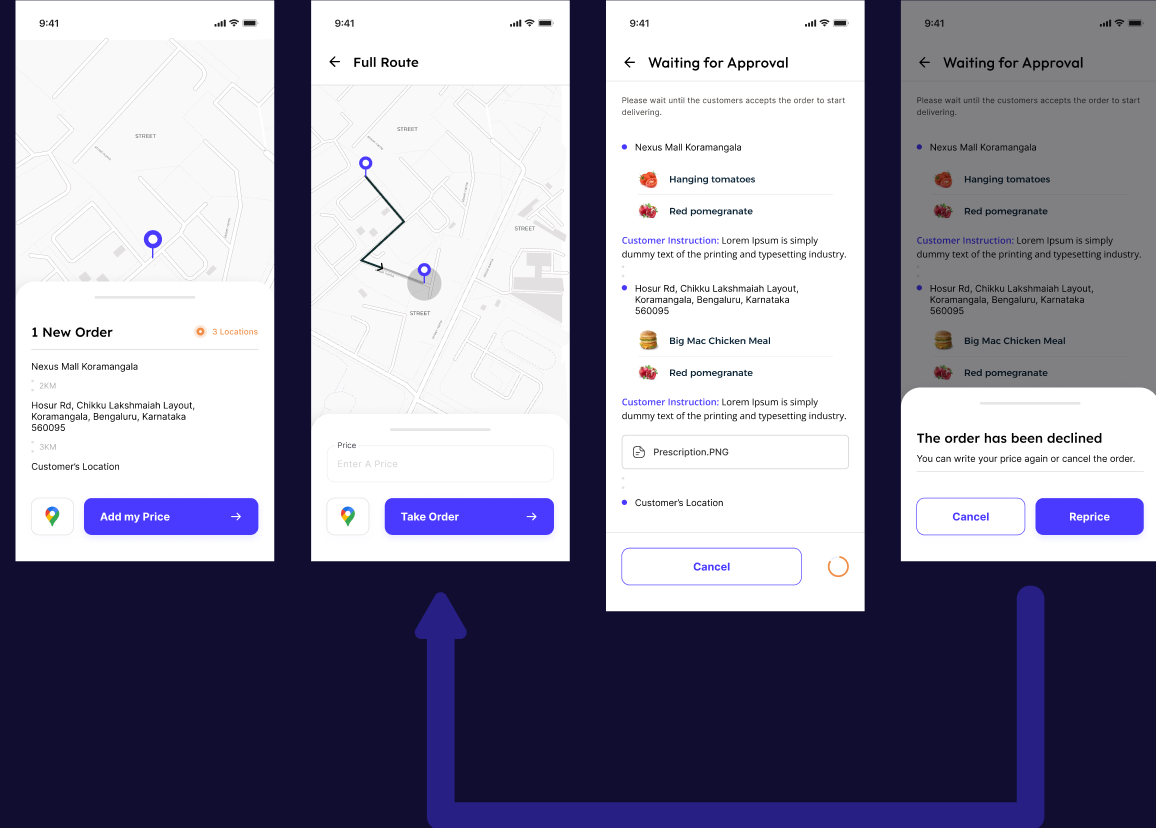 9:41
STREET
1 New Order
3 Locations
Nexus Mall Koramangala
2KM
Hosur Rd, Chikku Lakshmaiah Layout,
Koramangala, Bengaluru, Karnataka
560095
3KM
Customer's Location
Add my Price
9:41
Full Route
STREET
STREET
STREET
Price
Enter A Price
Take Order
9:41
Waiting for Approval
Please wait until the customers accepts the order to start
delivering.
Nexus Mall Koramangala
Hanging tomatoes
Red pomegranate
Customer Instruction: Lorem Ipsum is simply
dummy text of the printing and typesetting industry.
Hosur Rd, Chikku Lakshmaiah Layout,
Koramangala, Bengaluru, Karnataka
560095
Big Mac Chicken Meal
Red pomegranate
Customer Instruction: Lorem Ipsum is simply
dummy text of the printing and typesetting industry.
Prescription.PNG
Customer's Location
Cancel
9:41
Waiting for Approval
Please wait until the customers accepts the order to start
delivering.
Nexus Mall Koramangala
Hanging tomatoes
Red pomegranate
Customer Instruction: Lorem Ipsum is simply
dummy text of the printing and typesetting industry.
Hosur Rd, Chikku Lakshmaiah Layout,
Koramangala, Bengaluru, Karnataka
560095
Big Mac Chicken Meal
Red pomegranate
The order has been declined
You can write your price again or cancel the order.
Cancel
Reprice